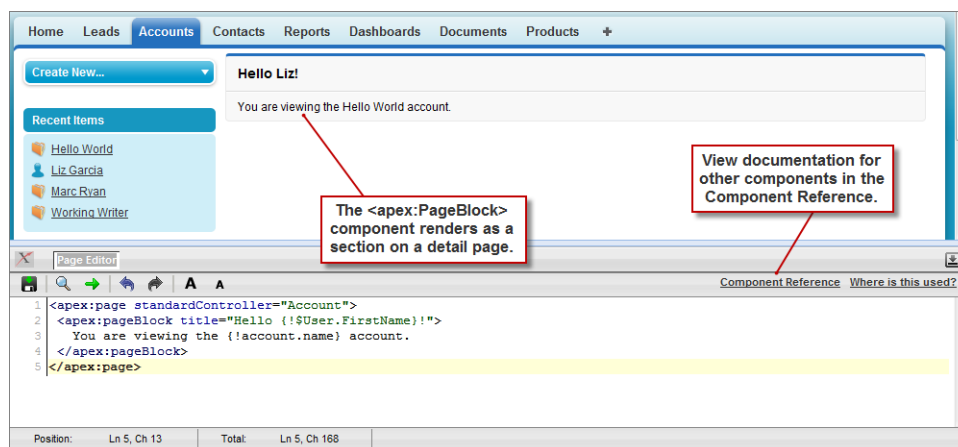 Home Leads Accounts Contacts Reports Dashboards Documents Products +
Create New...
Hello Liz!
You are viewing the Hello World account.
Recent Items
Hello World
Liz Garcia
Marc Ryan
Working Writer
The <apex:PageBlock>
component renders as a
section on a detail page.
View documentation for
other components in the
Component Reference.
Page Editor
A A
Component Reference Where is this used?
1 <apex:page standardController="Account">
2 <apex:pageBlock title="Hello {!$User.FirstName}!">
3 You are viewing the {!account.name} account.
4 </apex:pageBlock>
5 </apex:page>
Position: Ln 5, Ch 13 Total: Ln 5, Ch 168